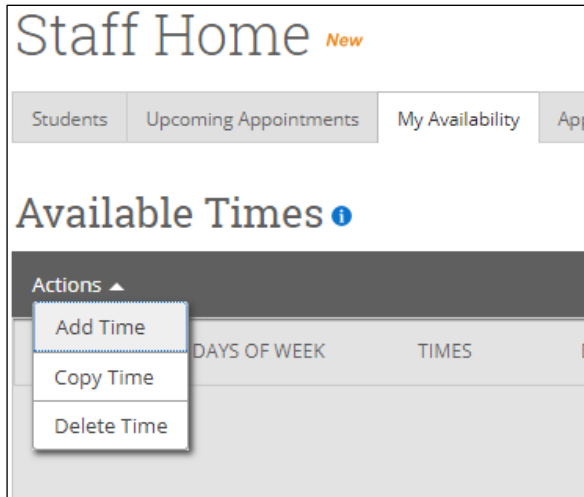 Staff Home New
Students Upcoming Appointments My Availability
Available Times
Actions
Add Time
DAYS OF WEEK TIMES
Copy Time
Delete Time